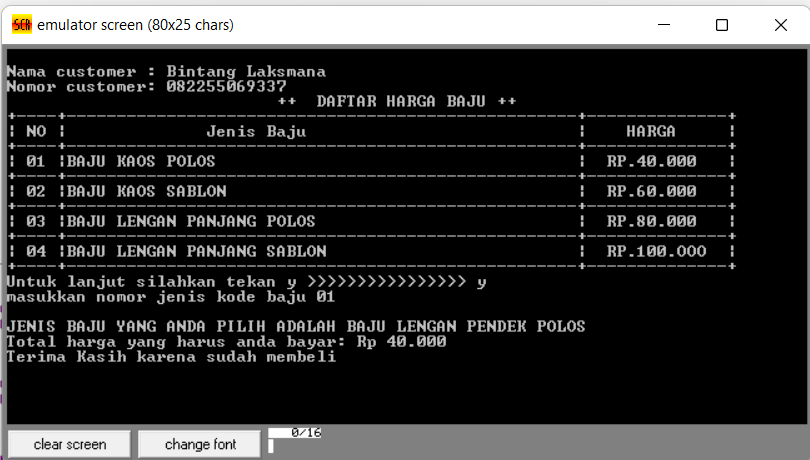 SCR emulator screen (80x25 chars)
Nama customer : Bintang Laksmana
Nomor customer: 082255069337
++ DAFTAR HARGA BAJU ++
+-----+----------------------------------------------------+--------------+
¦ NO ¦ Jenis Baju ¦ HARGA ¦
+-----+----------------------------------------------------+--------------+
¦ 01 ¦BAJU KAOS POLOS ¦ RP.40.000 ¦
+-----+----------------------------------------------------+--------------+
¦ 02 ¦BAJU KAOS SABLON ¦ RP.60.000 ¦
+-----+----------------------------------------------------+--------------+
¦ 03 ¦BAJU LENGAN PANJANG POLOS ¦ RP.80.000 ¦
+-----+----------------------------------------------------+--------------+
¦ 04 ¦BAJU LENGAN PANJANG SABLON ¦ RP.100.OOO ¦
+-----+----------------------------------------------------+--------------+
Untuk lanjut silahkan tekan y >>>>>>>>>>>>>>>> y
masukkan nomor jenis kode baju 01
JENIS BAJU YANG ANDA PILIH ADALAH BAJU LENGAN PENDEK POLOS
Total harga yang harus anda bayar: Rp 40.000
Terima Kasih karena sudah membeli
clear screen change font 0/16